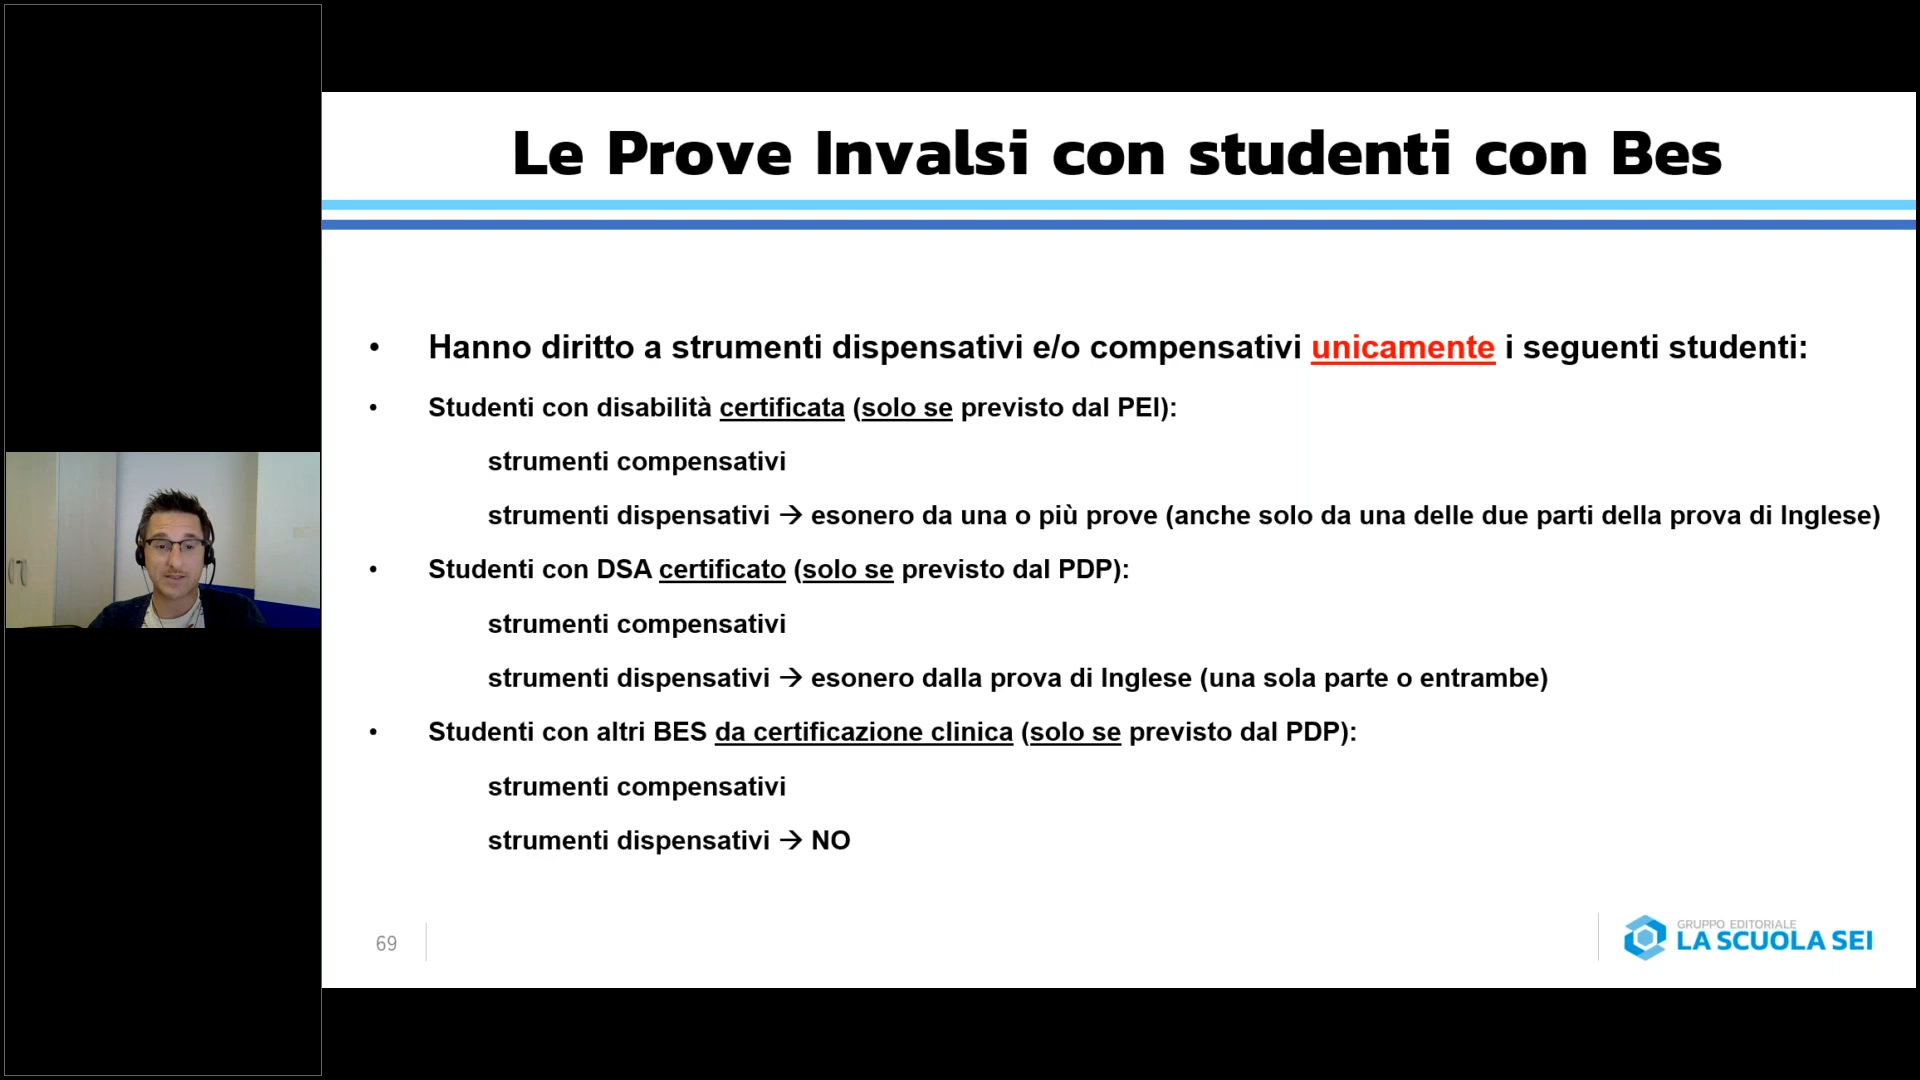 Le Prove Invalsi con studenti con Bes
• Hanno diritto a strumenti dispensativi e/o compensativi unicamente i seguenti studenti:
• Studenti con disabilità certificata (solo se previsto dal PEI):
strumenti compensativi
strumenti dispensativi → esonero da una o più prove (anche solo da una delle due parti della prova di Inglese)
• Studenti con DSA certificato (solo se previsto dal PDP):
strumenti compensativi
strumenti dispensativi → esonero dalla prova di Inglese (una sola parte o entrambe)
• Studenti con altri BES da certificazione clinica (solo se previsto dal PDP):
strumenti compensativi
strumenti dispensativi → NO
69
GRUPPO EDITORIALE
LA SCUOLA SEI